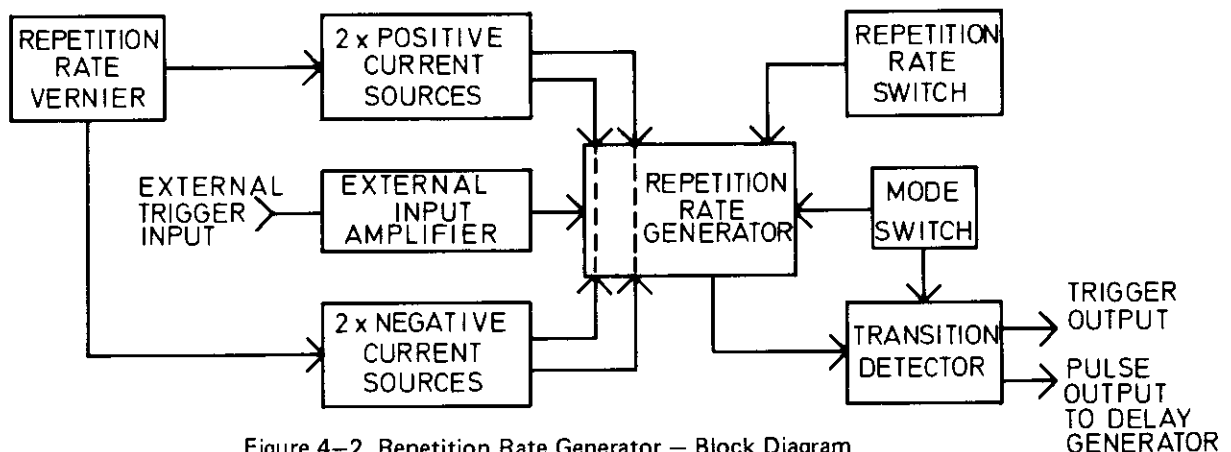 REPETITION
RATE
VERNIER
2 x POSITIVE
CURRENT
SOURCES
REPETITION
RATE
SWITCH
EXTERNAL
TRIGGER
INPUT
EXTERNAL
INPUT
AMPLIFIER
REPETITION
RATE
GENERATOR
MODE
SWITCH
2 x NEGATIVE
CURRENT
SOURCES
TRANSITION
DETECTOR
TRIGGER
OUTPUT
PULSE
OUTPUT
TO DELAY
GENERATOR
Figure 4–2 Repetition Rate Generator – Block Diagram